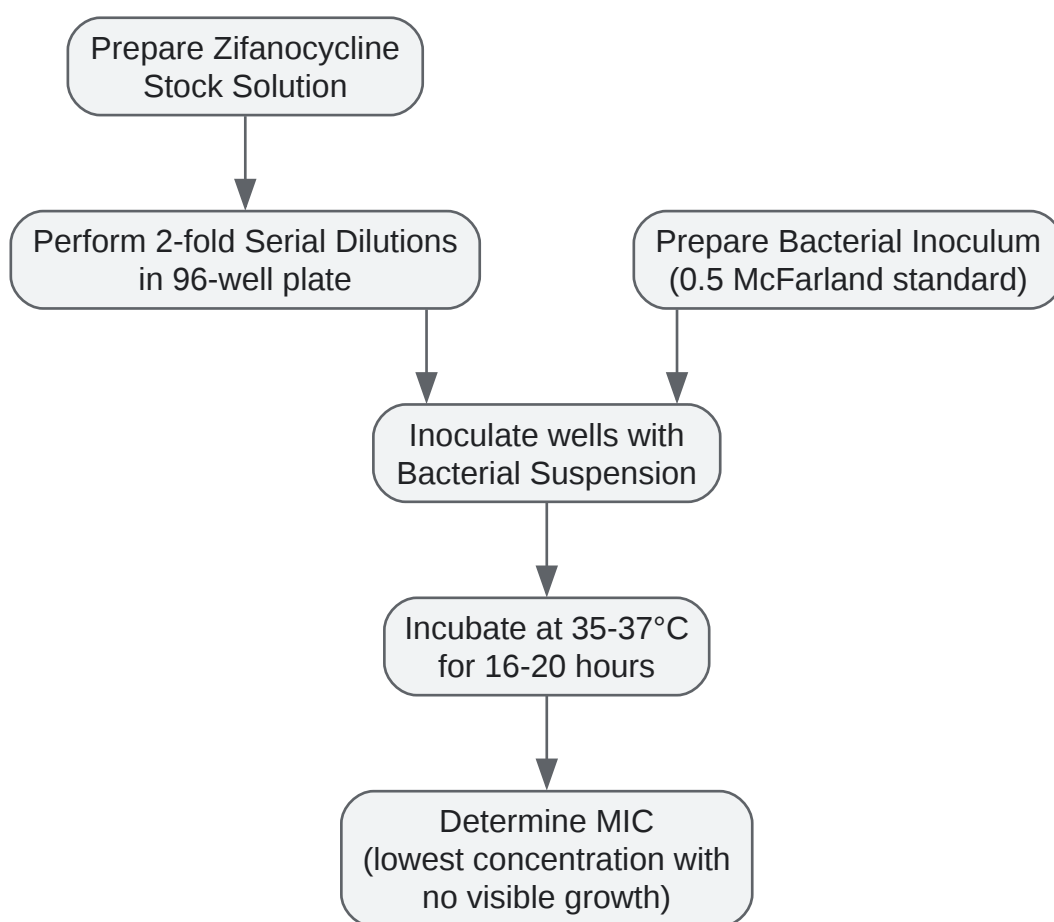 Prepare Zifanocycline
Stock Solution
Perform 2-fold Serial Dilutions
in 96-well plate
Prepare Bacterial Inoculum
(0.5 McFarland standard)
Inoculate wells with
Bacterial Suspension
Incubate at 35-37°C
for 16-20 hours
Determine MIC
(lowest concentration with
no visible growth)